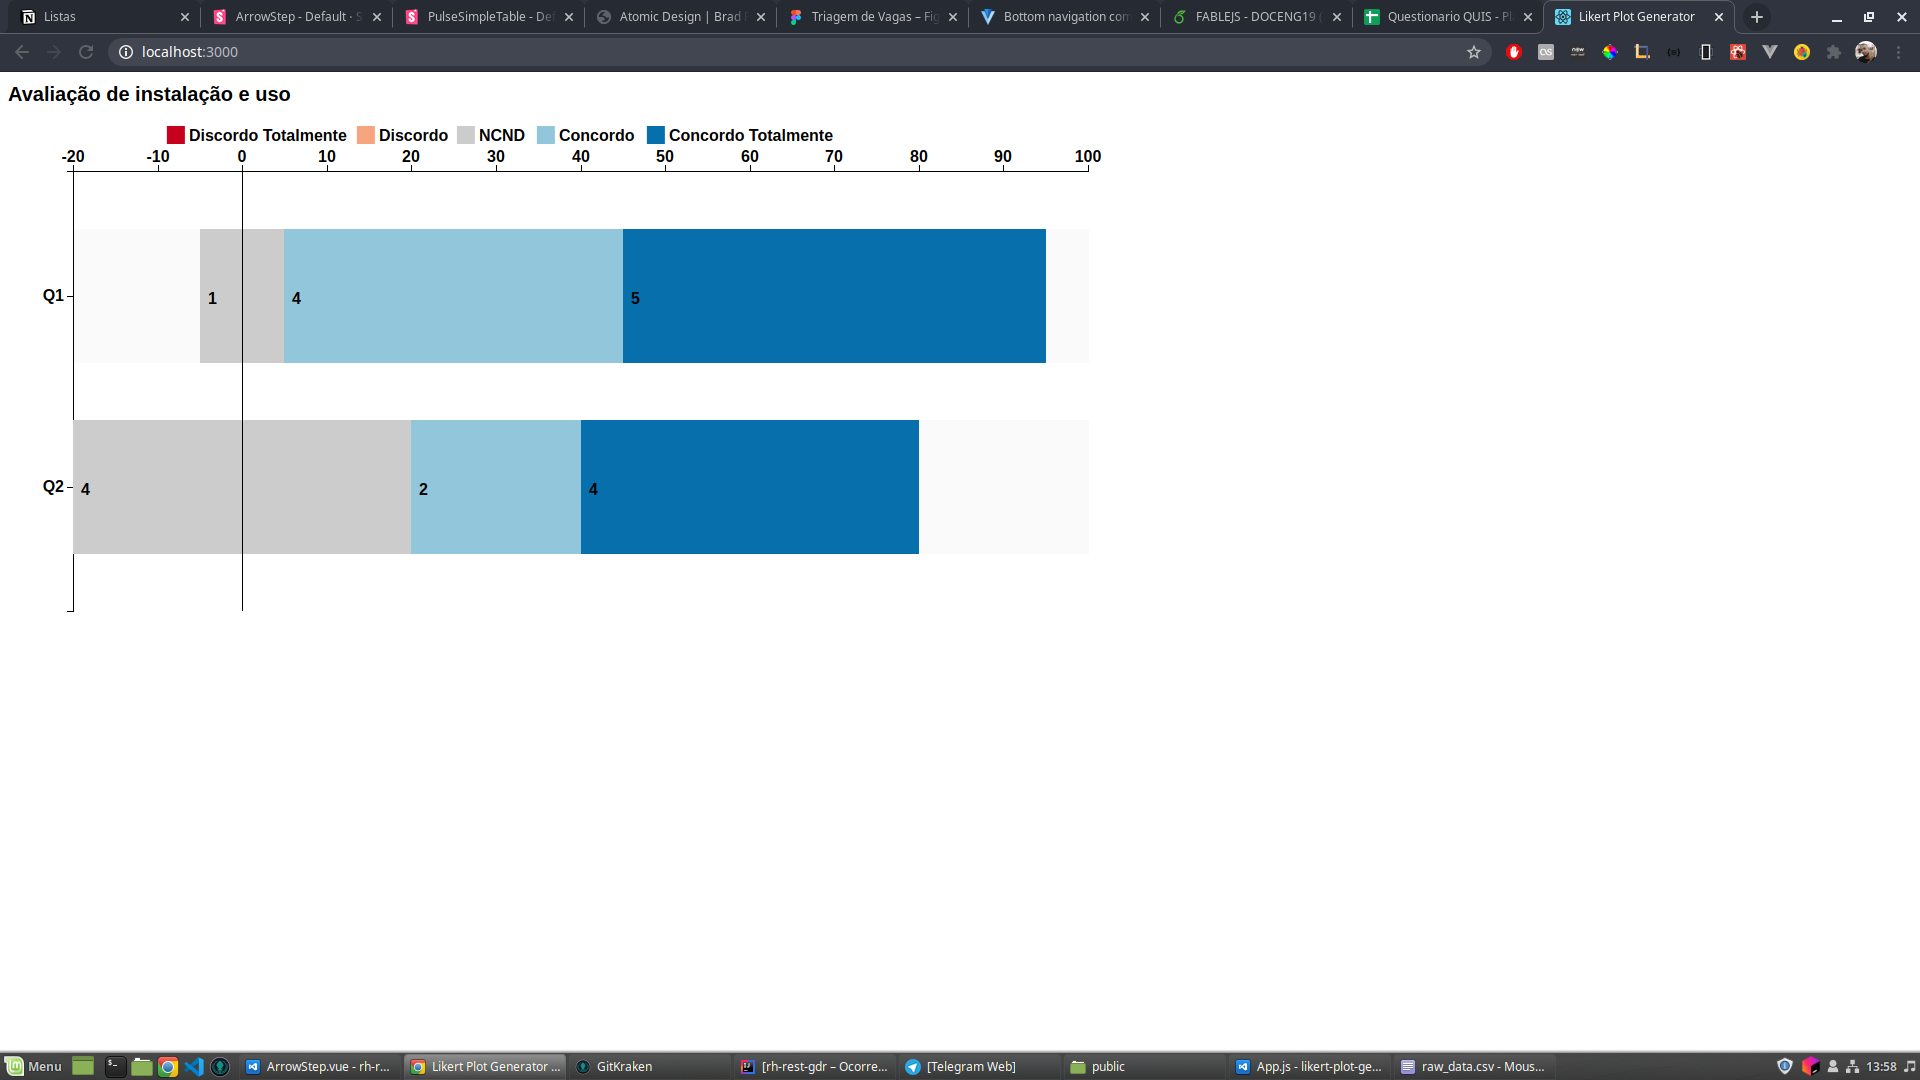 Listas
ArrowStep - Default · S
PulseSimpleTable - Def
Atomic Design | Brad F
Triagem de Vagas – Fig
Bottom navigation com
FABLEJS - DOCENG19 (
Questionario QUIS - Pl
Likert Plot Generator
localhost:3000
Avaliação de instalação e uso
Discordo Totalmente Discordo NCND Concordo Concordo Totalmente
-20 -10 0 10 20 30 40 50 60 70 80 90 100
Q1 1 4 5
Q2 4 2 4
Menu
ArrowStep.vue - rh-r...
Likert Plot Generator ...
GitKraken
[rh-rest-gdr – Ocorre...
[Telegram Web]
public
App.js - likert-plot-ge...
raw_data.csv - Mous...
13:58